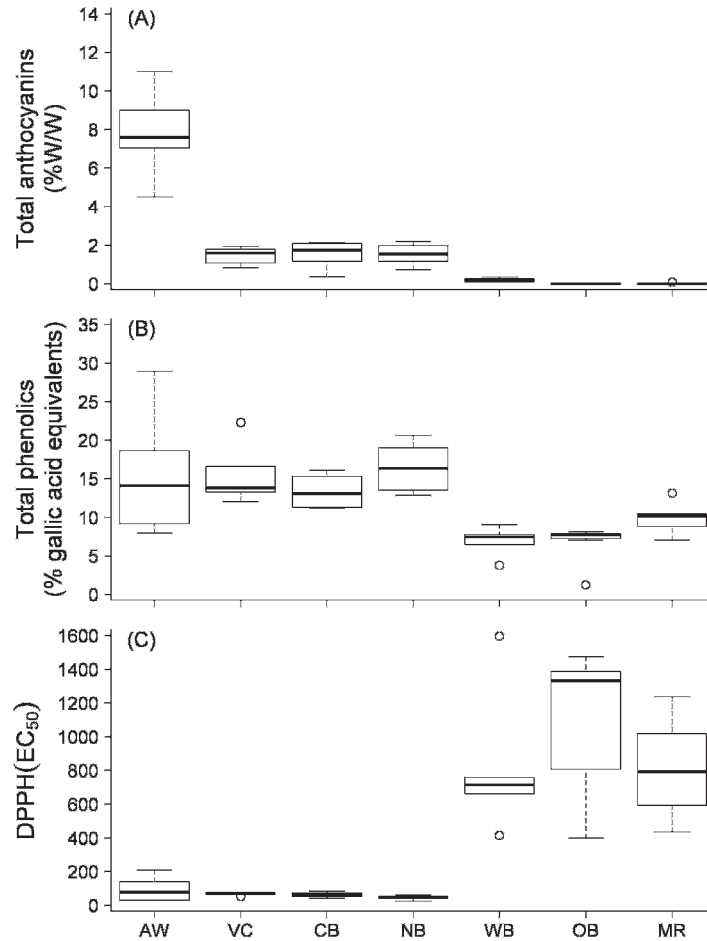 (A)
Total anthocyanins
(%W/W)
14
12
10
8
6
4
2
0
(B)
Total phenolics
(% gallic acid equivalents)
35
30
25
20
15
10
5
0
(C)
DPPH(EC50)
1600
1400
1200
1000
800
600
400
200
0
AW VC CB NB WB OB MR